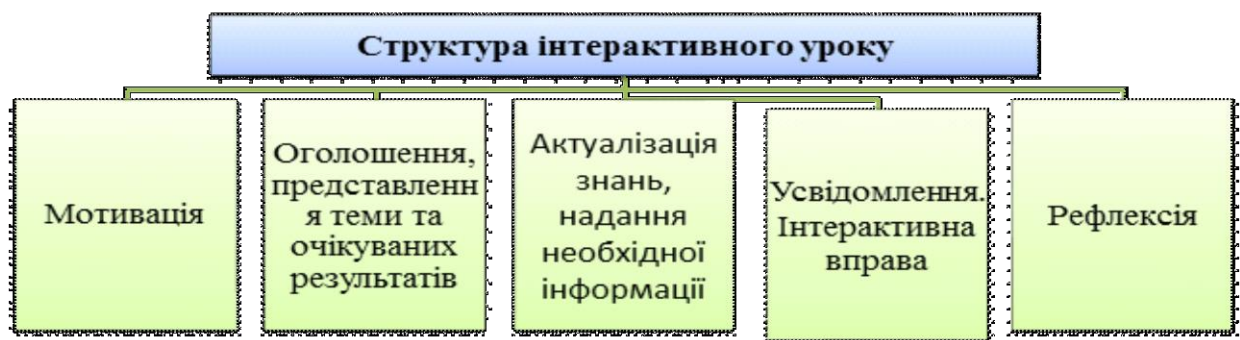 Структура інтерактивного уроку
Мотивація
Оголошення,
представленн
я теми та
очікуваних
результатів
Актуалізація
знань,
надання
необхідної
інформації
Усвідомлення.
Інтерактивна
вправа
Рефлексія